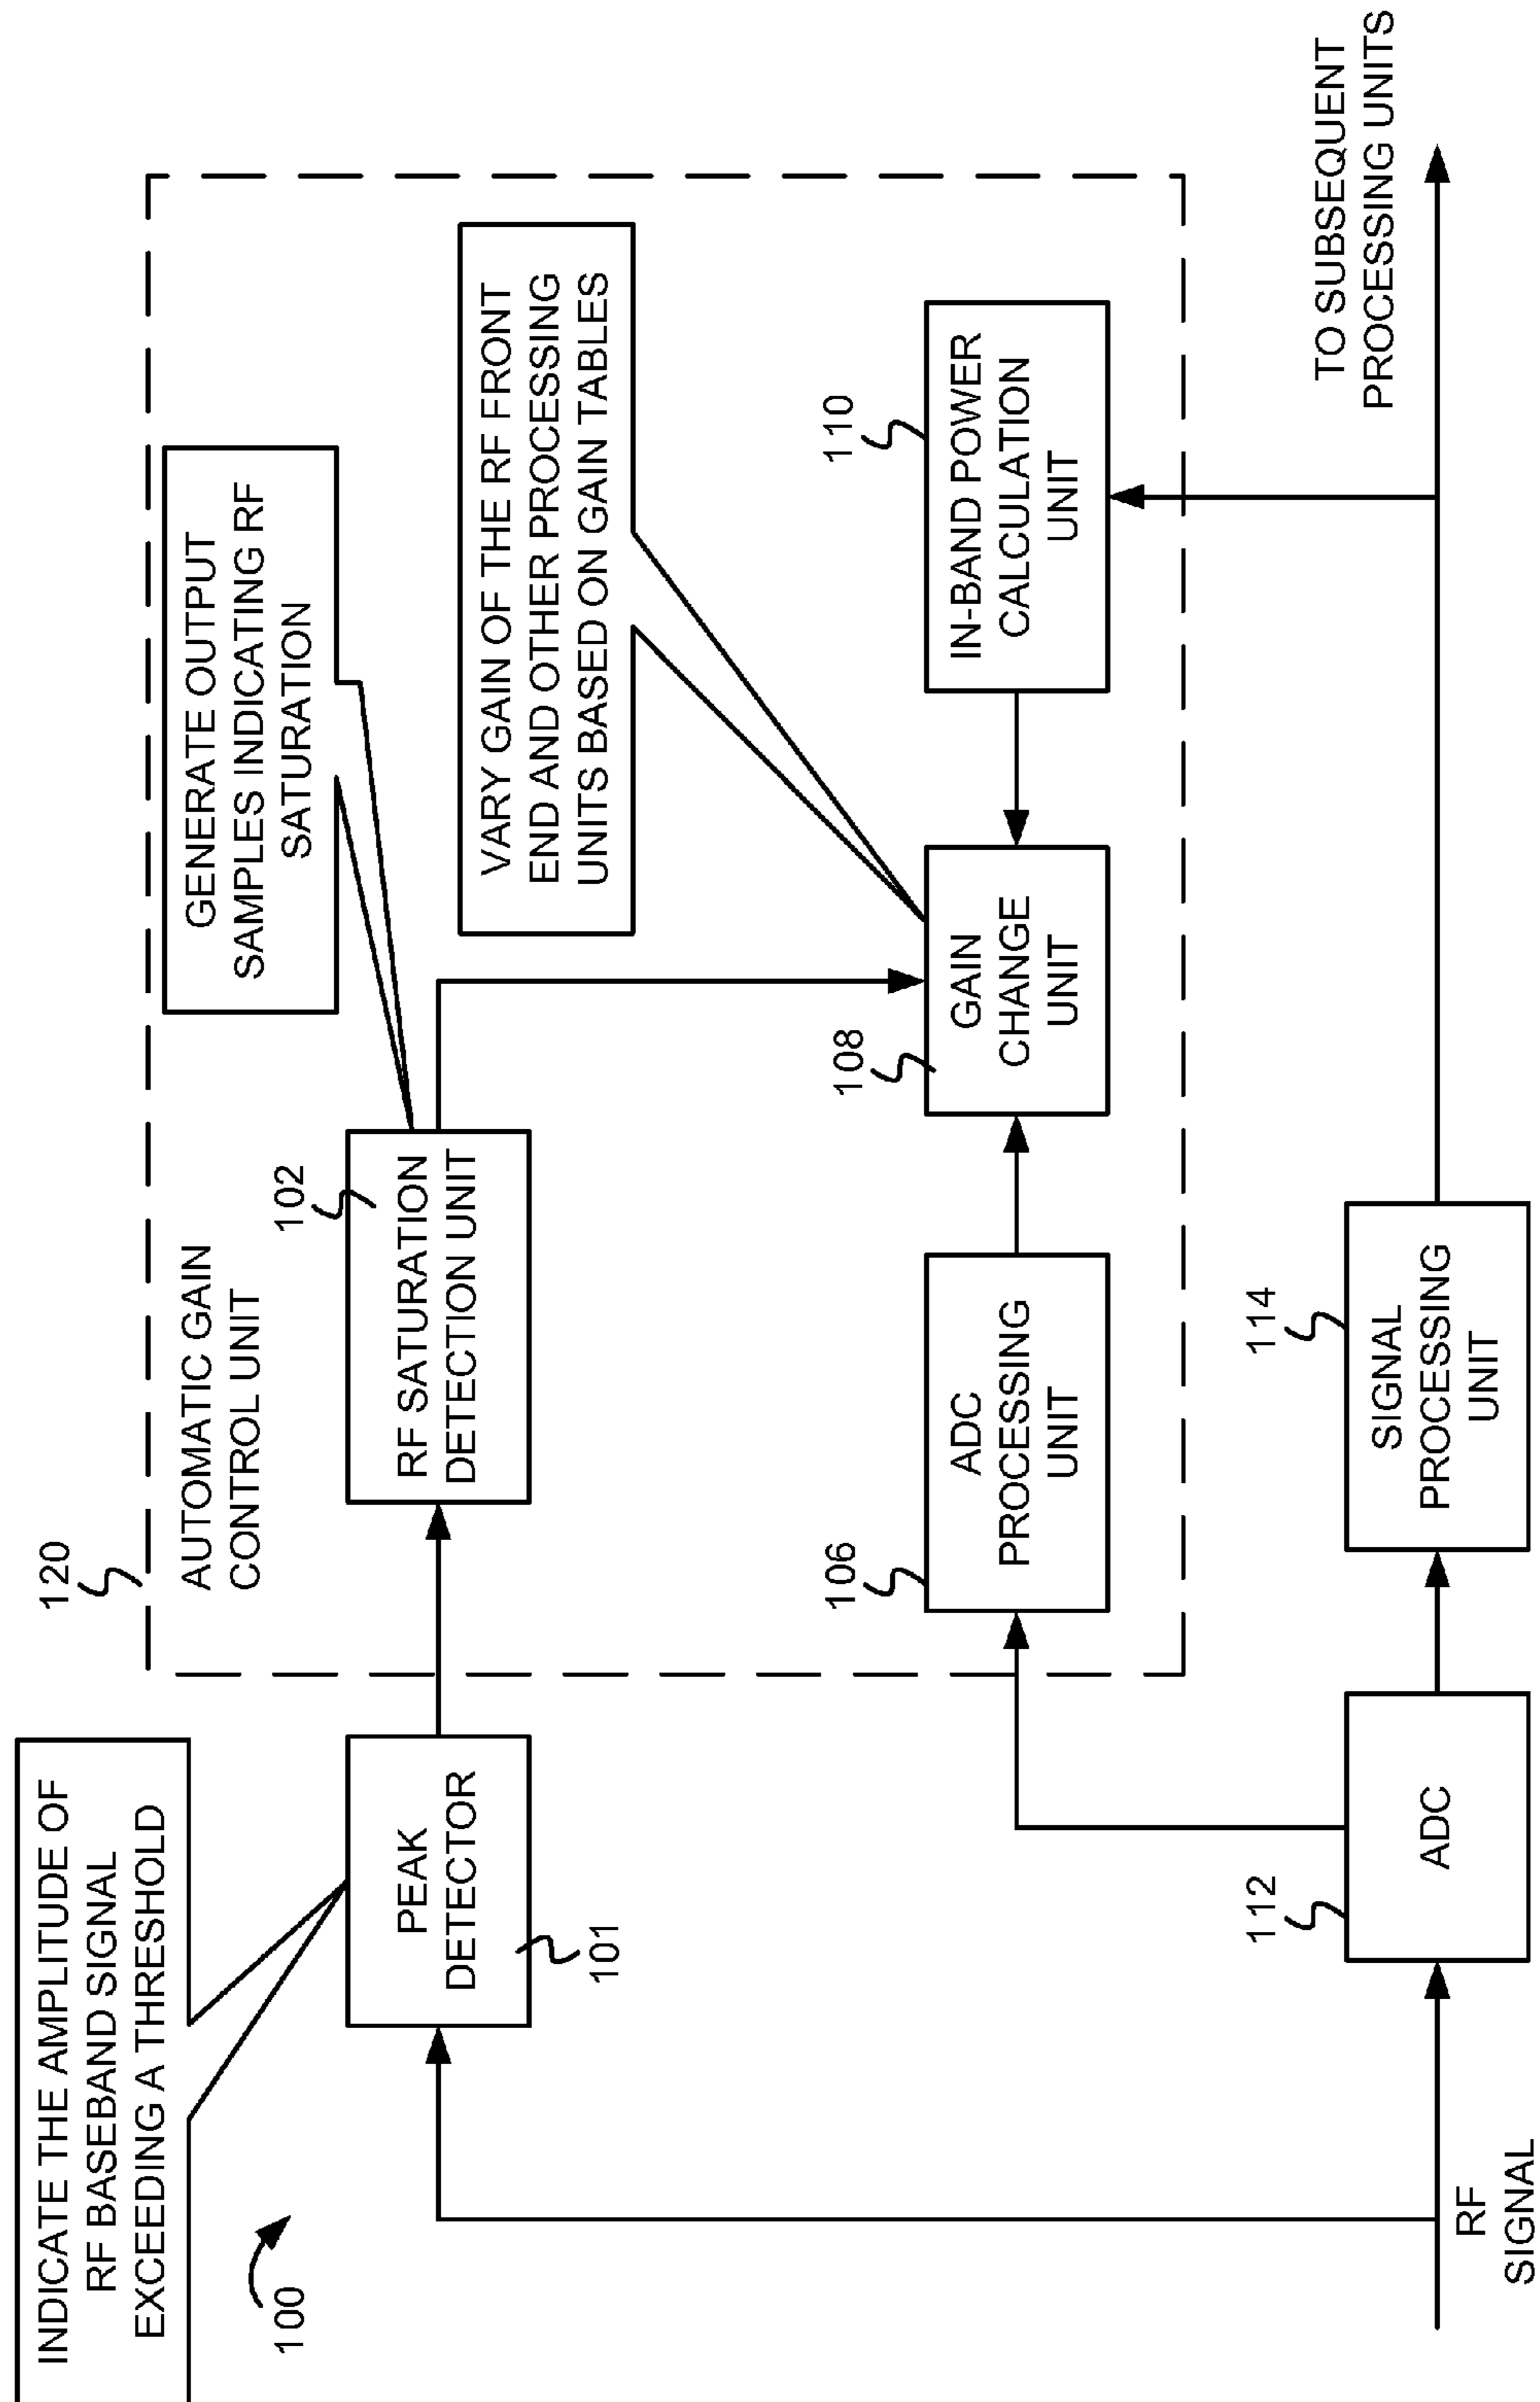 INDICATE THE AMPLITUDE OF
RF BASEBAND SIGNAL
EXCEEDING A THRESHOLD
100
120
AUTOMATIC GAIN
CONTROL UNIT
GENERATE OUTPUT
SAMPLES INDICATING RF
SATURATION
PEAK
DETECTOR
101
102
RF SATURATION
DETECTION UNIT
VARY GAIN OF THE RF FRONT
END AND OTHER PROCESSING
UNITS BASED ON GAIN TABLES
106
ADC
PROCESSING
UNIT
108
GAIN
CHANGE
UNIT
110
IN-BAND POWER
CALCULATION
UNIT
RF
SIGNAL
112
ADC
114
SIGNAL
PROCESSING
UNIT
TO SUBSEQUENT
PROCESSING UNITS